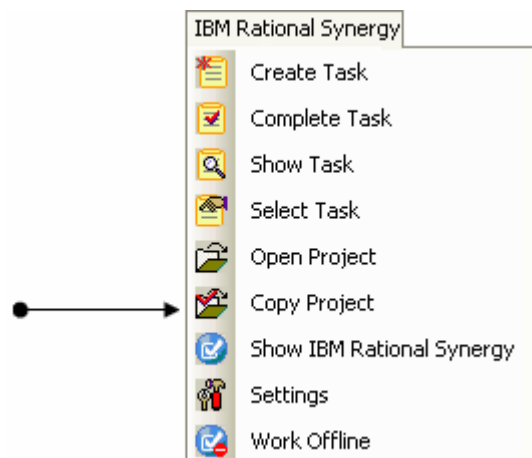 IBM Rational Synergy
Create Task
Complete Task
Show Task
Select Task
Open Project
Copy Project
Show IBM Rational Synergy
Settings
Work Offline